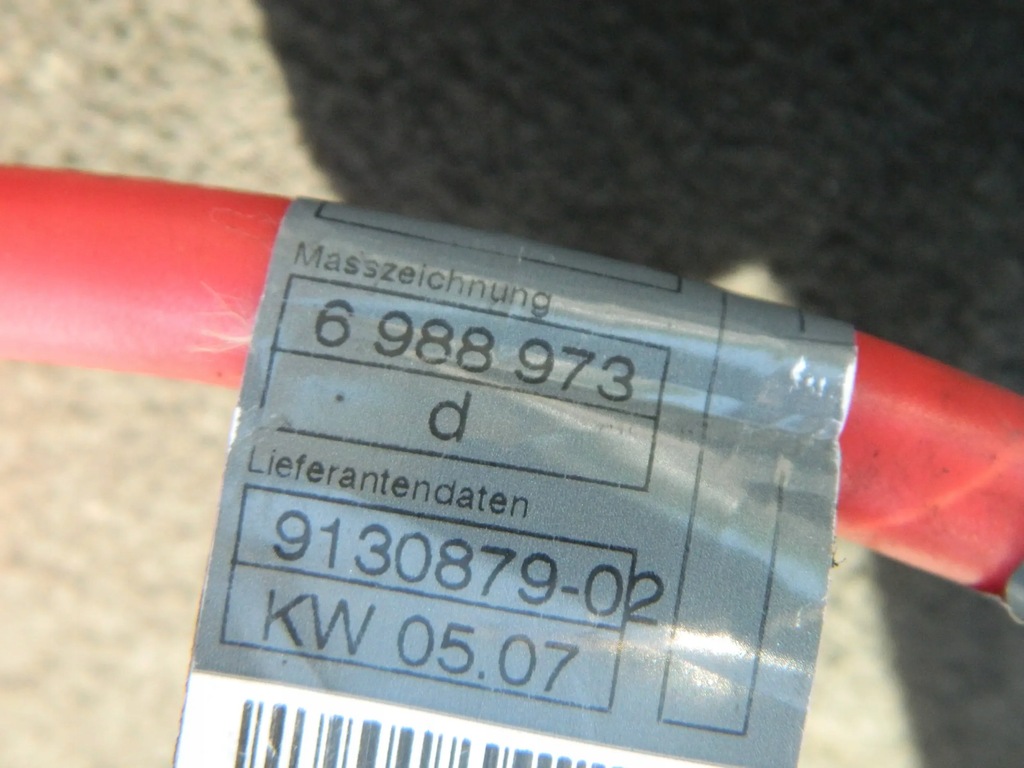 Masszeichnung
6 988 973
d
Lieferantendaten
9130879-02
KW 05.07